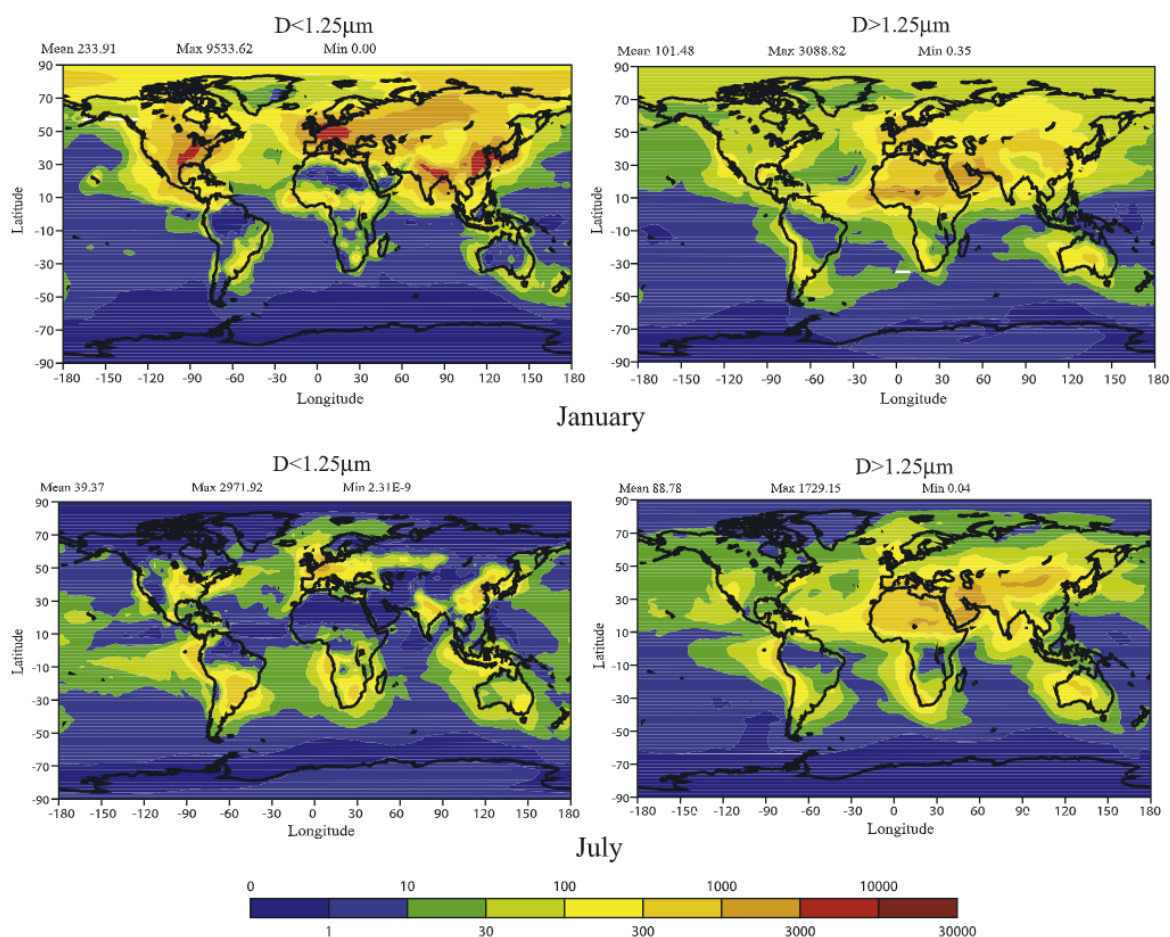 D<1.25μm D>1.25μm
Mean 233.91 Max 9533.62 Min 0.00 Mean 101.48 Max 3088.82 Min 0.35
90 90
70 70
50 50
30 30
10 10
-10 -10
-30 -30
-50 -50
-70 -70
-90 -90
Latitude Latitude
-180 -150 -120 -90 -60 -30 0 30 60 90 120 150 180 -180 -150 -120 -90 -60 -30 0 30 60 90 120 150 180
Longitude Longitude
January
D<1.25μm D>1.25μm
Mean 39.37 Max 2971.92 Min 2.31E-9 Mean 88.78 Max 1729.15 Min 0.04
90 90
70 70
50 50
30 30
10 10
-10 -10
-30 -30
-50 -50
-70 -70
-90 -90
Latitude Latitude
-180 -150 -120 -90 -60 -30 0 30 60 90 120 150 180 -180 -150 -120 -90 -60 -30 0 30 60 90 120 150 180
Longitude Longitude
July
0 10 100 1000 10000
1 30 300 3000 30000